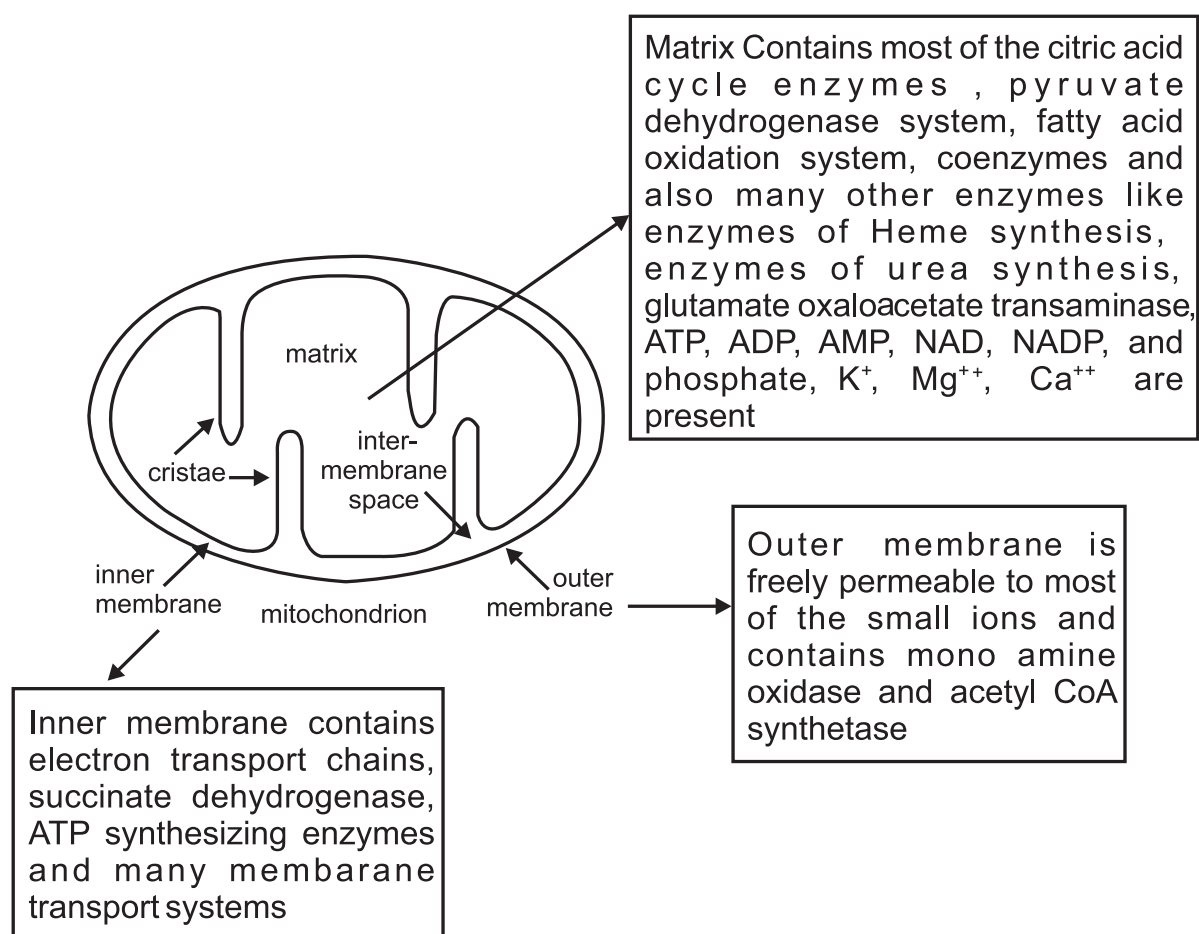 Matrix Contains most of the citric acid
cycle enzymes , pyruvate
dehydrogenase system, fatty acid
oxidation system, coenzymes and
also many other enzymes like
enzymes of Heme synthesis,
enzymes of urea synthesis,
glutamate oxaloacetate transaminase,
ATP, ADP, AMP, NAD, NADP, and
phosphate, K⁺, Mg⁺⁺, Ca⁺⁺ are
present
matrix
cristae
inter-
membrane
space
inner
membrane
mitochondrion
outer
membrane
Outer membrane is
freely permeable to most
of the small ions and
contains mono amine
oxidase and acetyl CoA
synthetase
Inner membrane contains
electron transport chains,
succinate dehydrogenase,
ATP synthesizing enzymes
and many membarane
transport systems